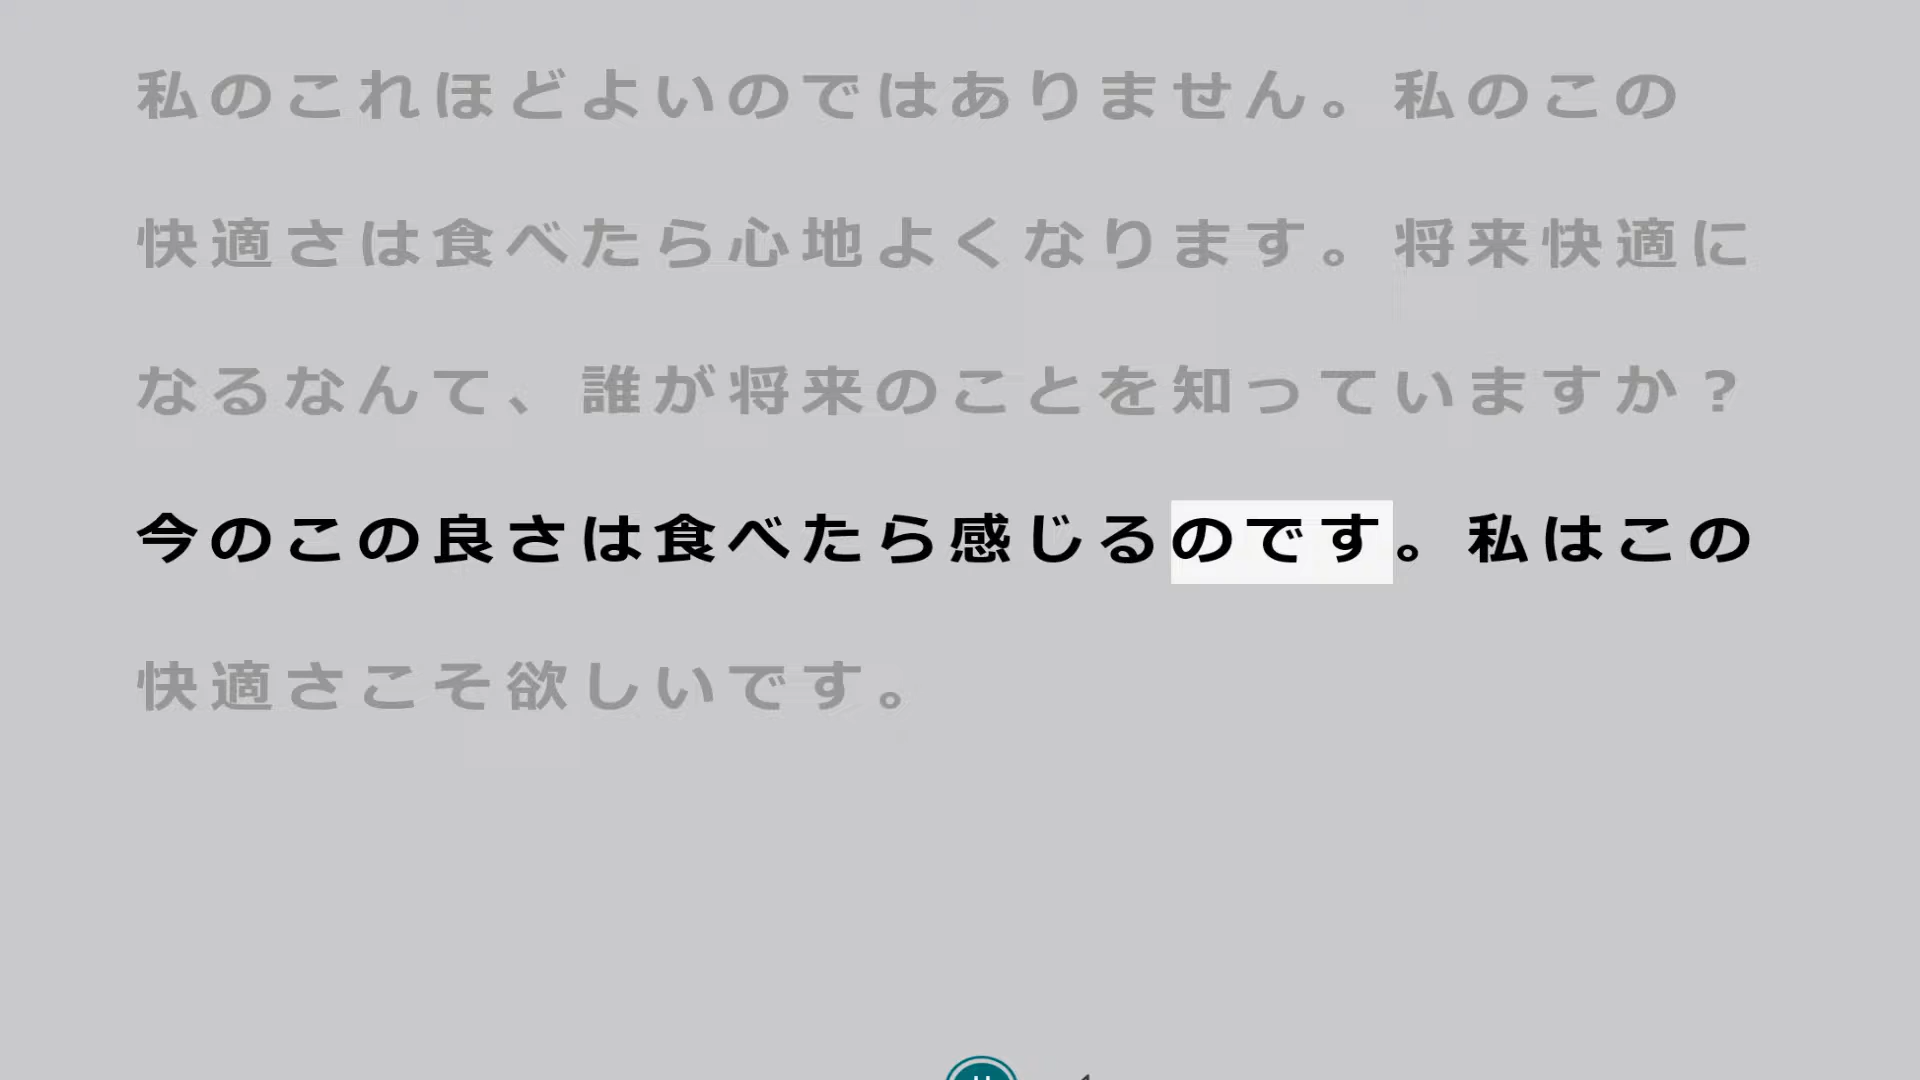 私のこれほどよいのではありません。私のこの
快適さは食べたら心地よくなります。将来快適に
なるなんて、誰が将来のことを知っていますか？
今のこの良さは食べたら感じるのです。私はこの
快適さこそ欲しいです。